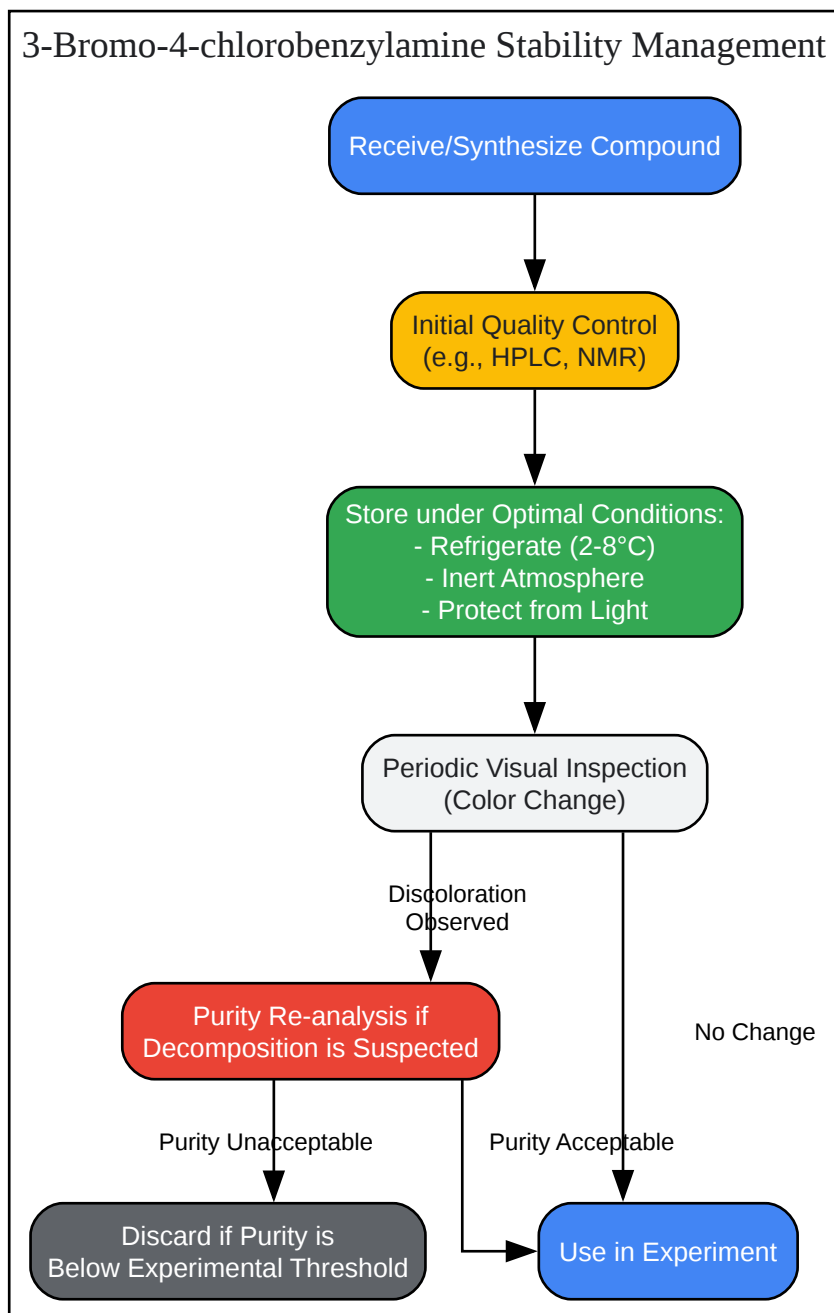 3-Bromo-4-chlorobenzylamine Stability Management
Receive/Synthesize Compound
Initial Quality Control
(e.g., HPLC, NMR)
Store under Optimal Conditions:
- Refrigerate (2-8°C)
- Inert Atmosphere
- Protect from Light
Periodic Visual Inspection
(Color Change)
Discoloration
Observed
Purity Re-analysis if
Decomposition is Suspected
No Change
Purity Unacceptable
Purity Acceptable
Discard if Purity is
Below Experimental Threshold
Use in Experiment